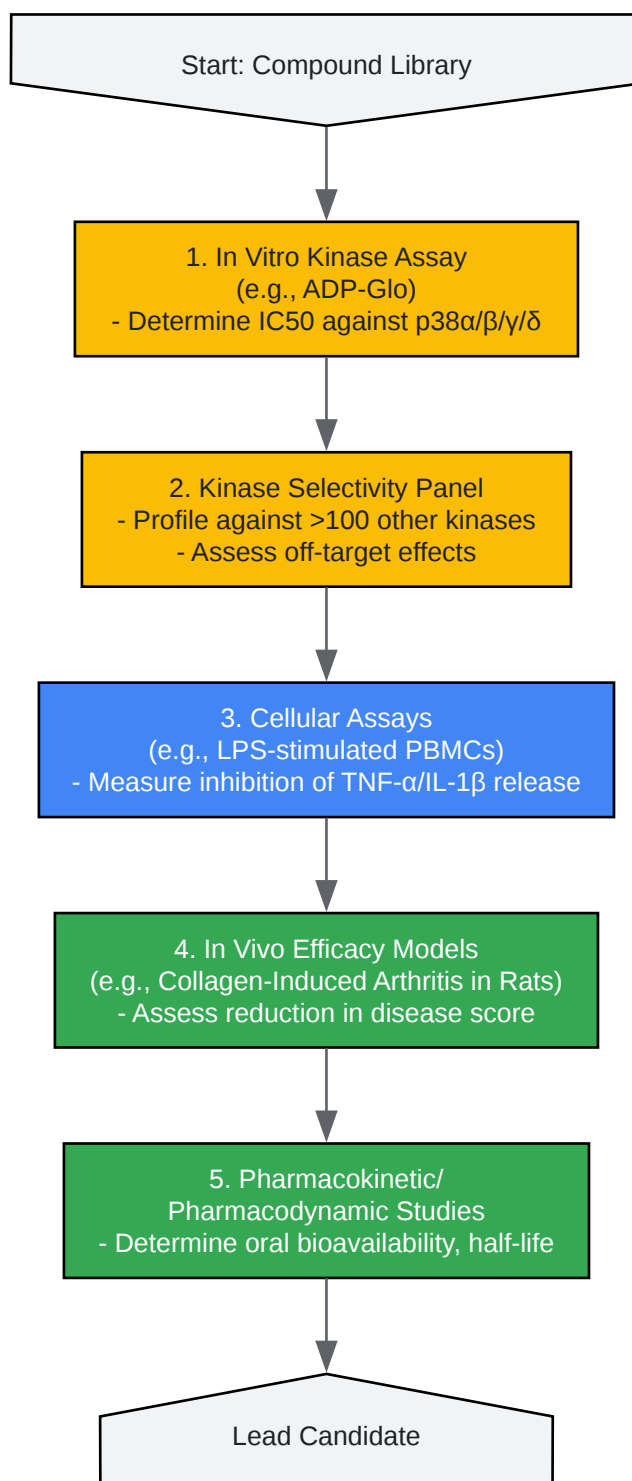 Start: Compound Library
1. In Vitro Kinase Assay
(e.g., ADP-Glo)
- Determine IC50 against p38α/β/γ/δ
2. Kinase Selectivity Panel
- Profile against >100 other kinases
- Assess off-target effects
3. Cellular Assays
(e.g., LPS-stimulated PBMCs)
- Measure inhibition of TNF-α/IL-1β release
4. In Vivo Efficacy Models
(e.g., Collagen-Induced Arthritis in Rats)
- Assess reduction in disease score
5. Pharmacokinetic/
Pharmacodynamic Studies
- Determine oral bioavailability, half-life
Lead Candidate